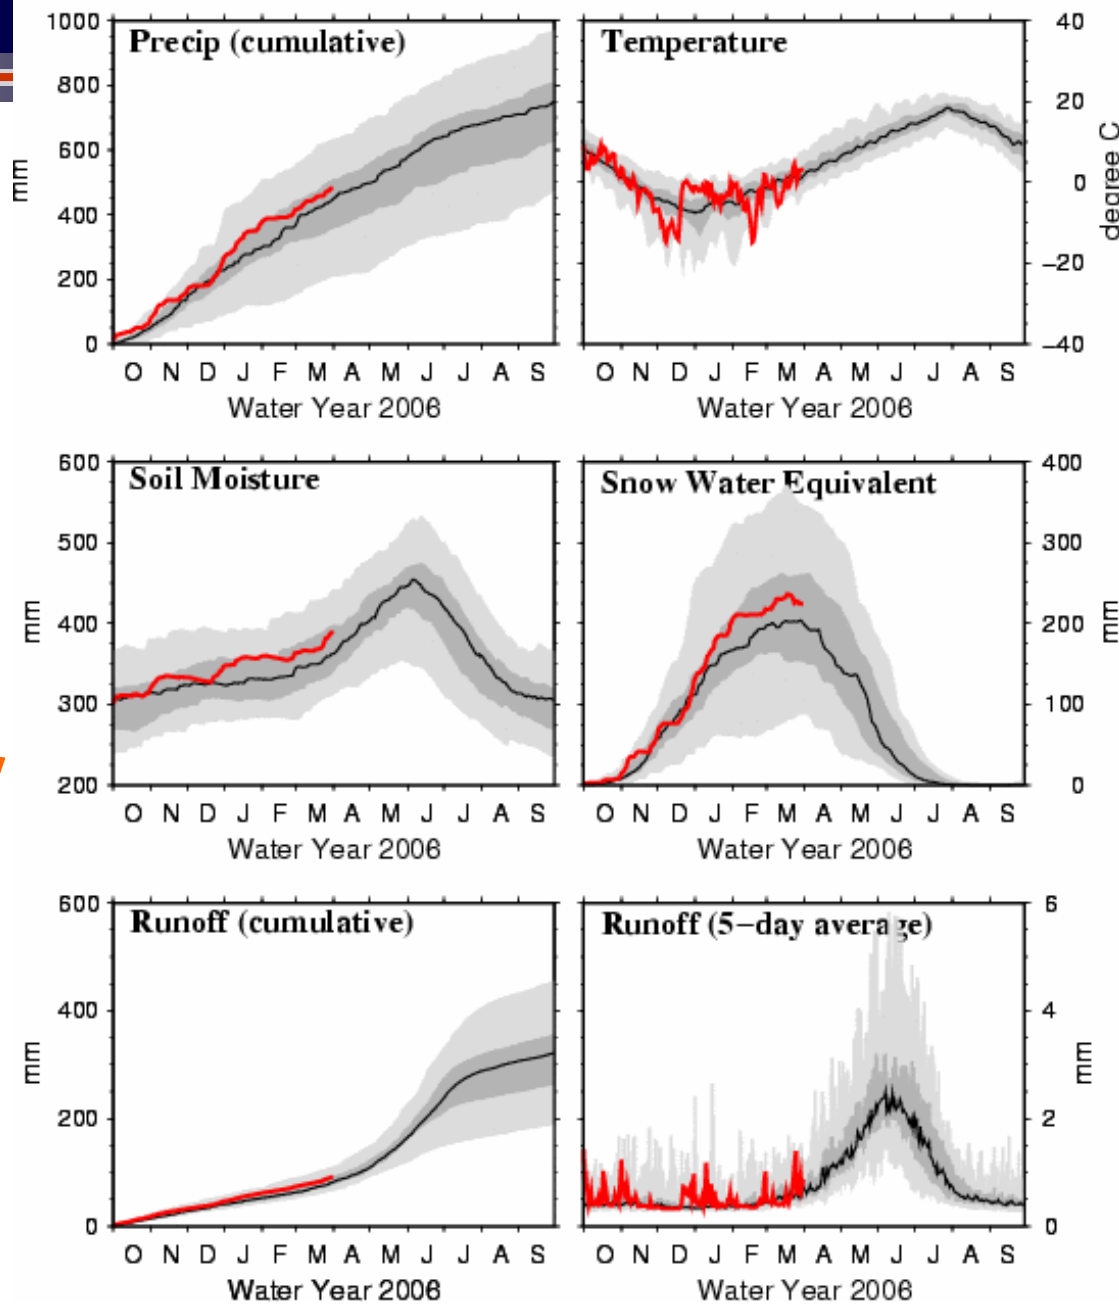 Precip (cumulative)
1000
800
600
400
200
0
mm
O N D J F M A M J J A S
Water Year 2006
Temperature
40
20
0
−20
−40
degree C
O N D J F M A M J J A S
Water Year 2006
Soil Moisture
600
500
400
300
200
mm
O N D J F M A M J J A S
Water Year 2006
Snow Water Equivalent
400
300
200
100
0
mm
O N D J F M A M J J A S
Water Year 2006
Runoff (cumulative)
600
400
200
0
mm
O N D J F M A M J J A S
Water Year 2006
Runoff (5−day average)
6
4
2
0
mm
O N D J F M A M J J A S
Water Year 2006